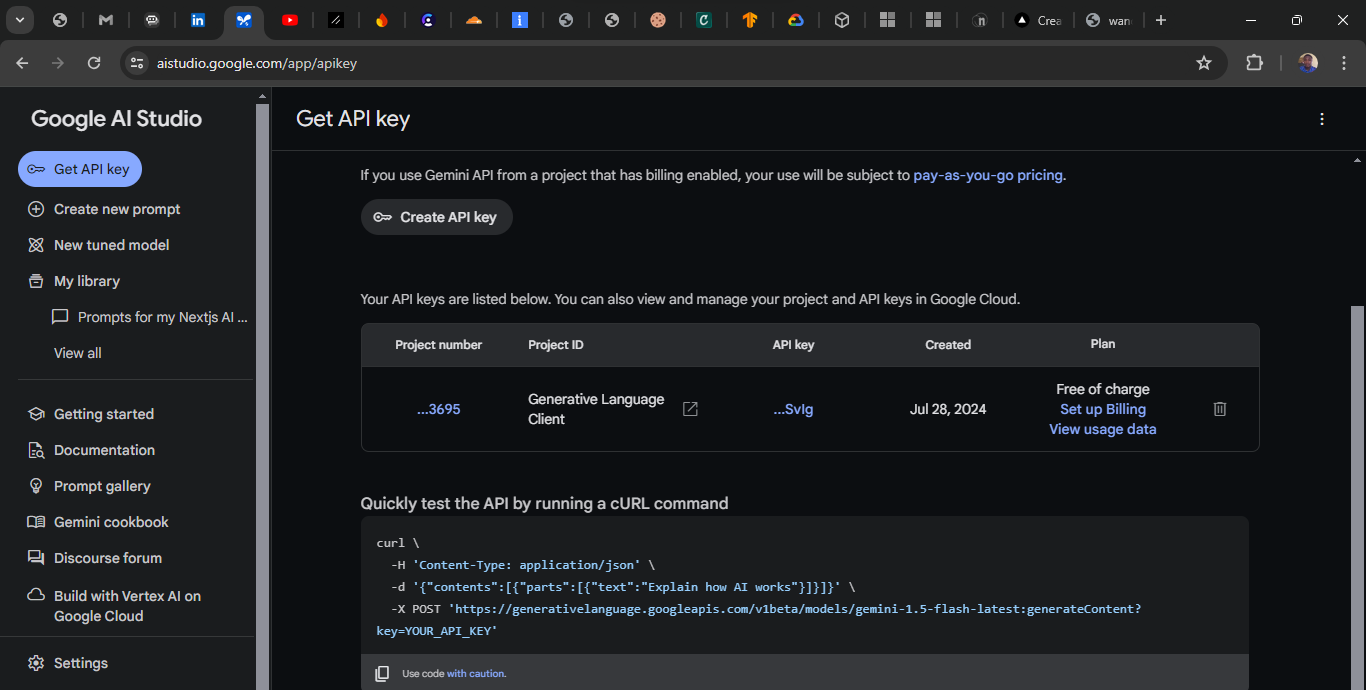 Crea
wan
aistudio.google.com/app/apikey
Google AI Studio
Get API key
Create new prompt
New tuned model
My library
Prompts for my Nextjs AI ...
View all
Getting started
Documentation
Prompt gallery
Gemini cookbook
Discourse forum
Build with Vertex AI on
Google Cloud
Settings
Get API key
If you use Gemini API from a project that has billing enabled, your use will be subject to pay-as-you-go pricing.
Create API key
Your API keys are listed below. You can also view and manage your project and API keys in Google Cloud.
Project number Project ID API key Created Plan
...3695 Generative Language Client ...Svlg Jul 28, 2024 Free of charge
Set up Billing
View usage data
Quickly test the API by running a cURL command
curl \
-H 'Content-Type: application/json' \
-d '{"contents":[{"parts":[{"text":"Explain how AI works"}]}]}' \
-X POST 'https://generativelanguage.googleapis.com/v1beta/models/gemini-1.5-flash-latest:generateContent?
key=YOUR_API_KEY'
Use code with caution.